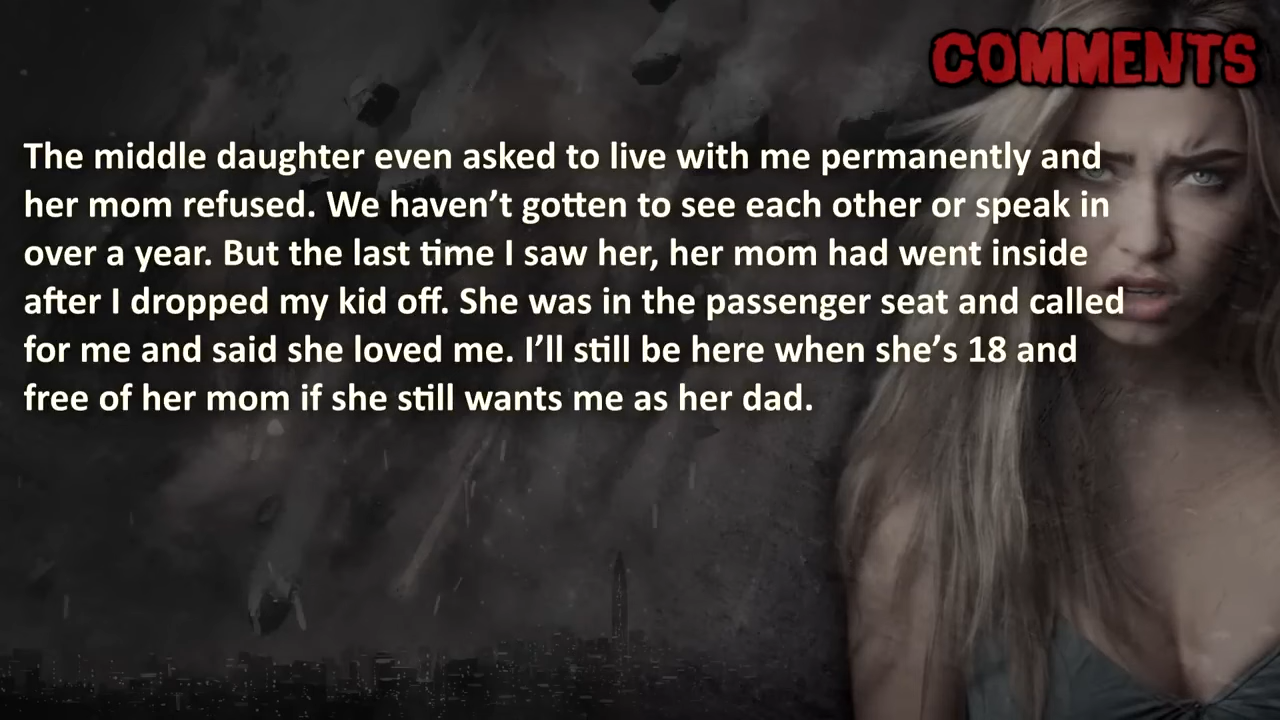 COMMENTS
The middle daughter even asked to live with me permanently and
her mom refused. We haven’t gotten to see each other or speak in
over a year. But the last time I saw her, her mom had went inside
after I dropped my kid off. She was in the passenger seat and called
for me and said she loved me. I’ll still be here when she’s 18 and
free of her mom if she still wants me as her dad.